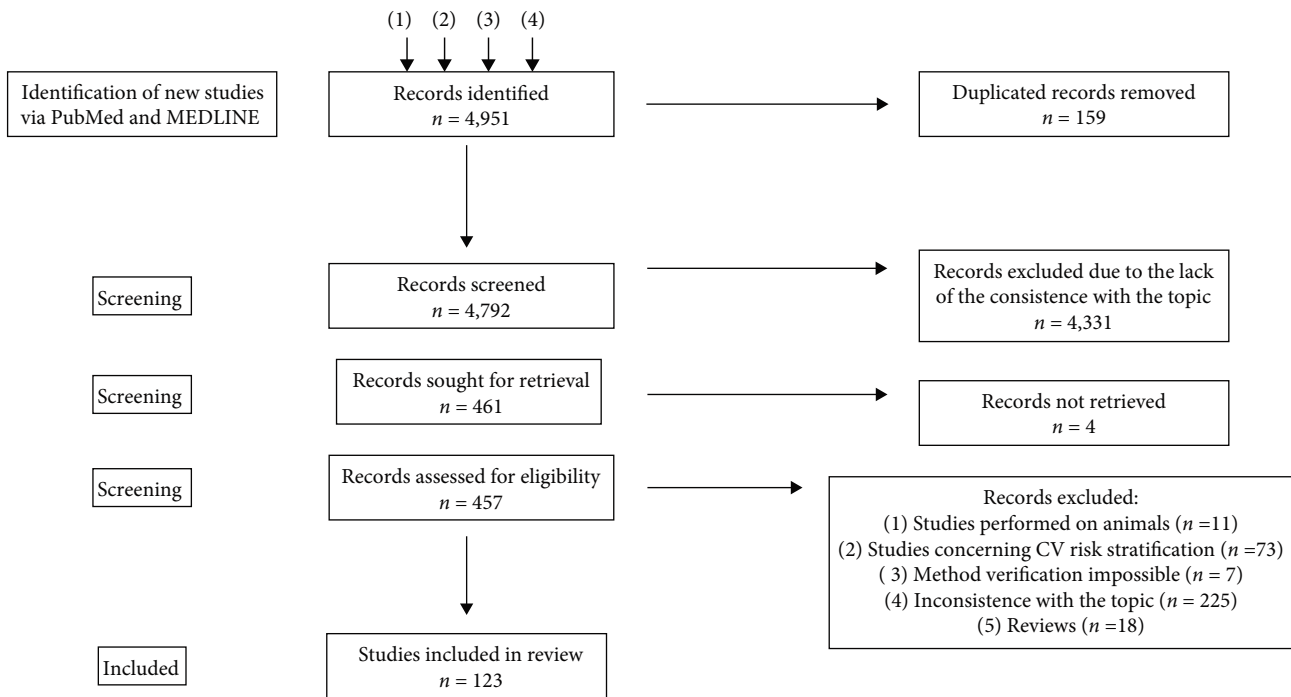 (1) (2) (3) (4)
Identification of new studies
via PubMed and MEDLINE
Records identified
n = 4,951
Duplicated records removed
n = 159
Screening
Records screened
n = 4,792
Records excluded due to the lack
of the consistence with the topic
n = 4,331
Screening
Records sought for retrieval
n = 461
Records not retrieved
n = 4
Screening
Records assessed for eligibility
n = 457
Records excluded:
(1) Studies performed on animals (n =11)
(2) Studies concerning CV risk stratification (n =73)
( 3) Method verification impossible (n = 7)
(4) Inconsistence with the topic (n = 225)
(5) Reviews (n =18)
Included
Studies included in review
n = 123